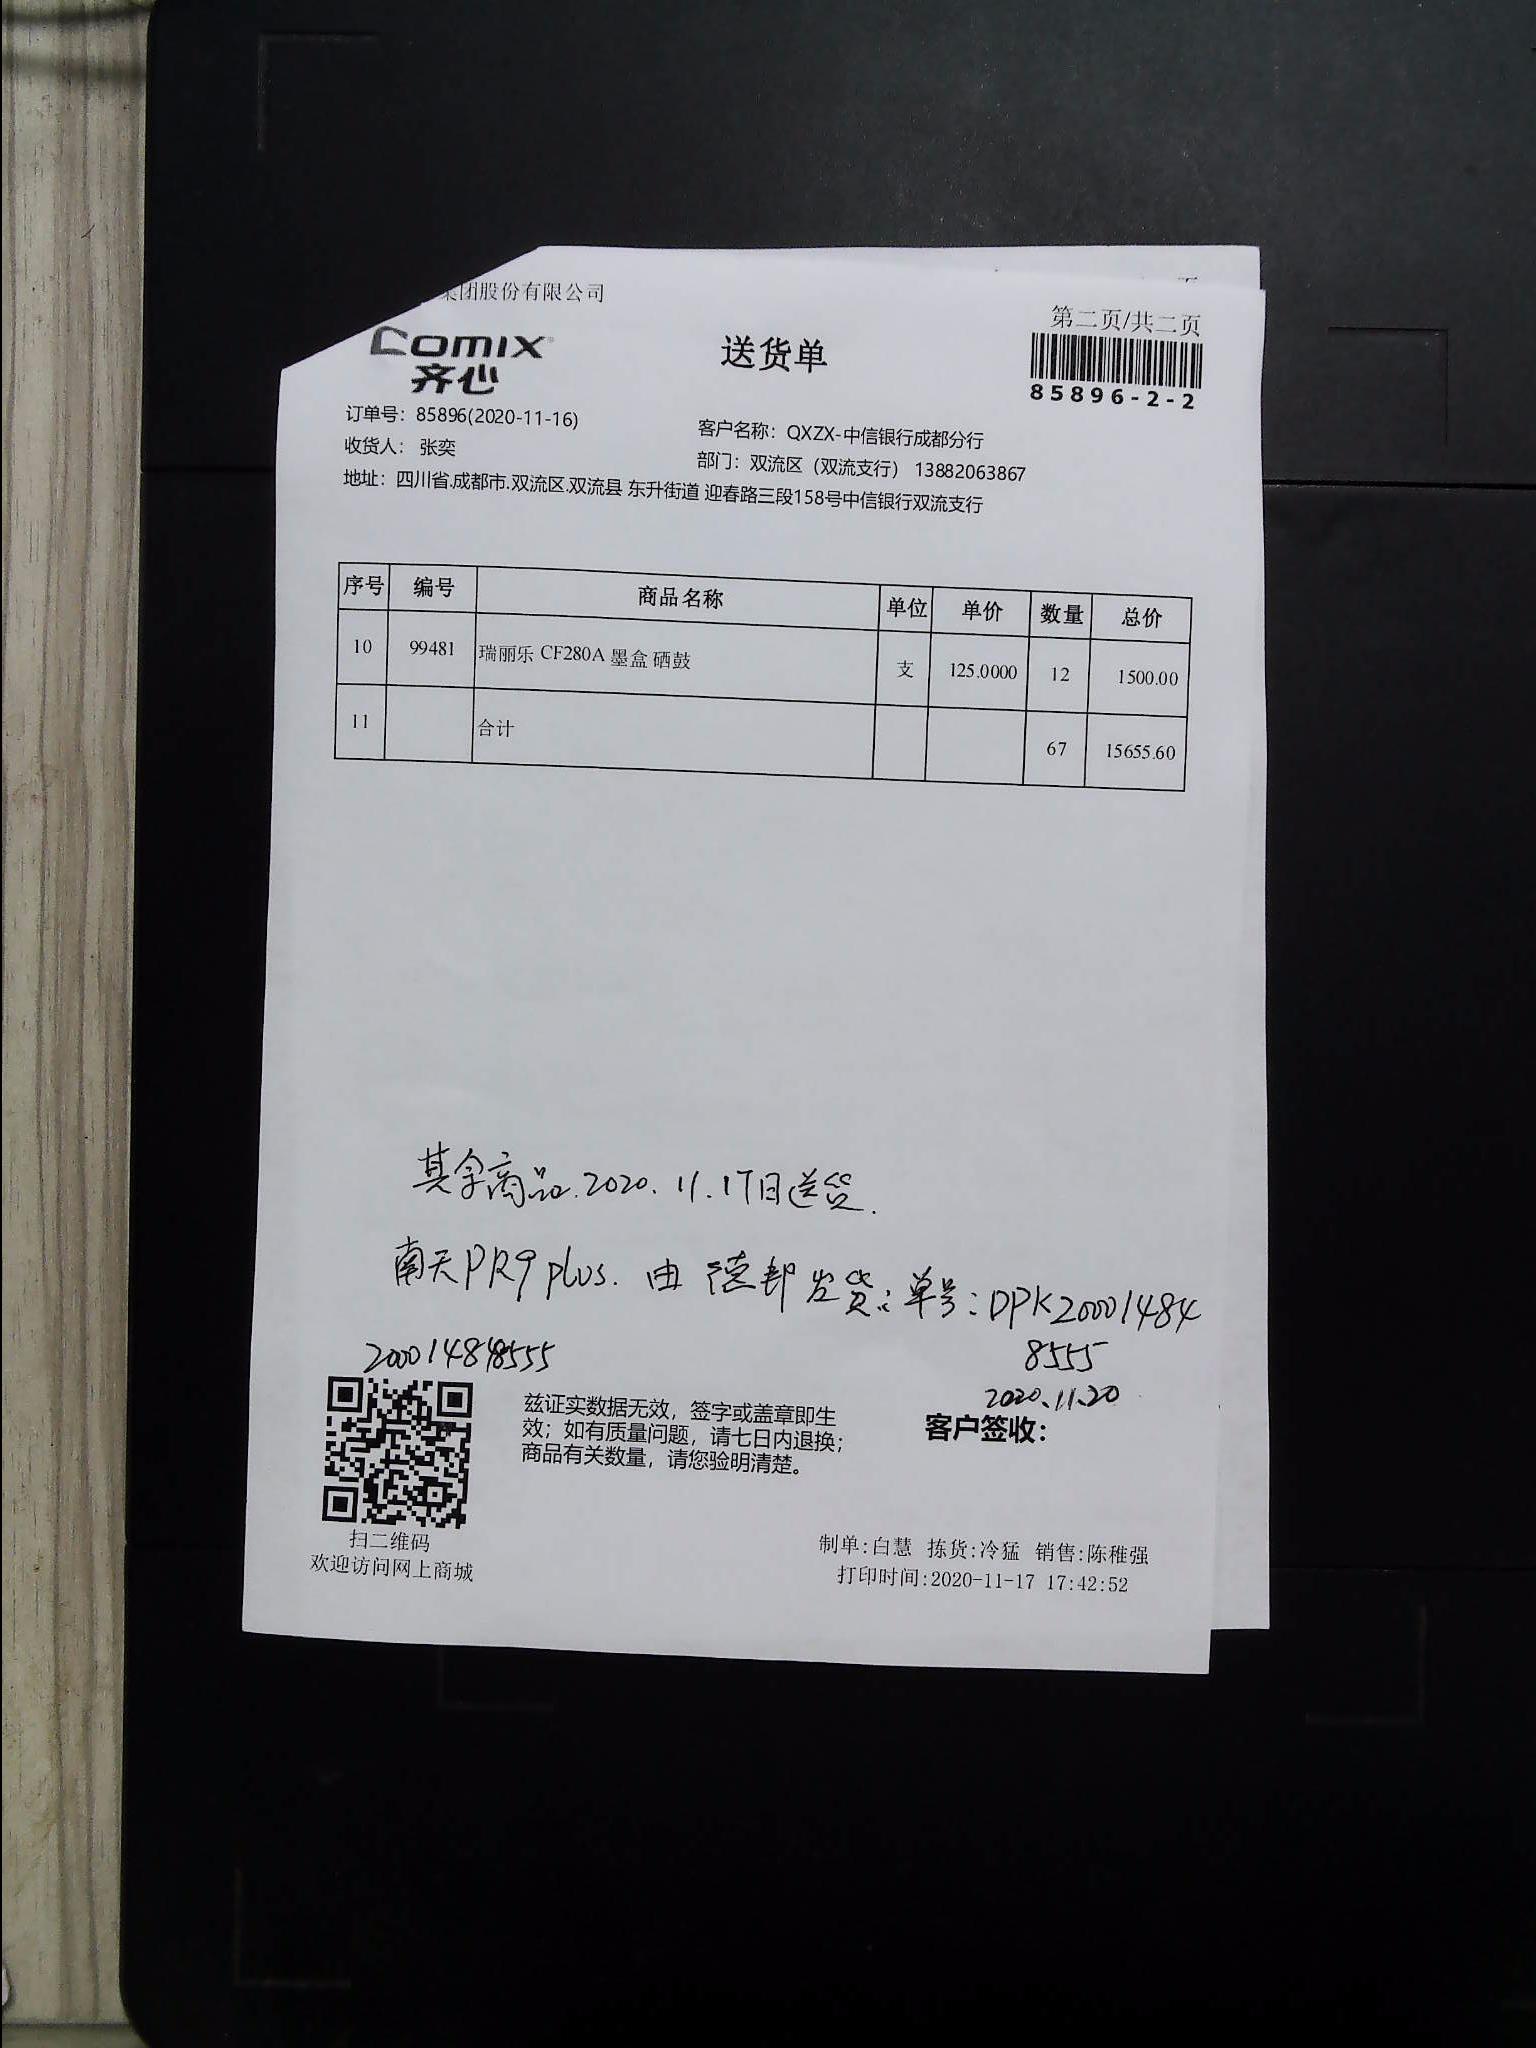 集团股份有限公司
第二页/共二页
comix
齐心
送货单
85896-2-2
订单号：85896(2020-11-16)
客户名称：QXZX-中信银行成都分行
收货人：张奕
部门：双流区（双流支行） 13882063867
地址：四川省.成都市.双流区.双流县 东升街道 迎春路三段158号中信银行双流支行
序号 编号 商品名称 单位 单价 数量 总价
10 99481 瑞丽乐 CF280A 墨盒 硒鼓 支 125.0000 12 1500.00
11 合计 67 15655.60
其余商品.2020.11.17日送货.
南天PR9 plus. 由 德邦发货：单号：DPK20001484
8555
200014848555
2020.11.20
兹证实数据无效，签字或盖章即生
效；如有质量问题，请七日内退换；
商品有关数量，请您验明清楚。
客户签收：
扫二维码
欢迎访问网上商城
制单:白慧 拣货:冷猛 销售:陈稚强
打印时间:2020-11-17 17:42:52